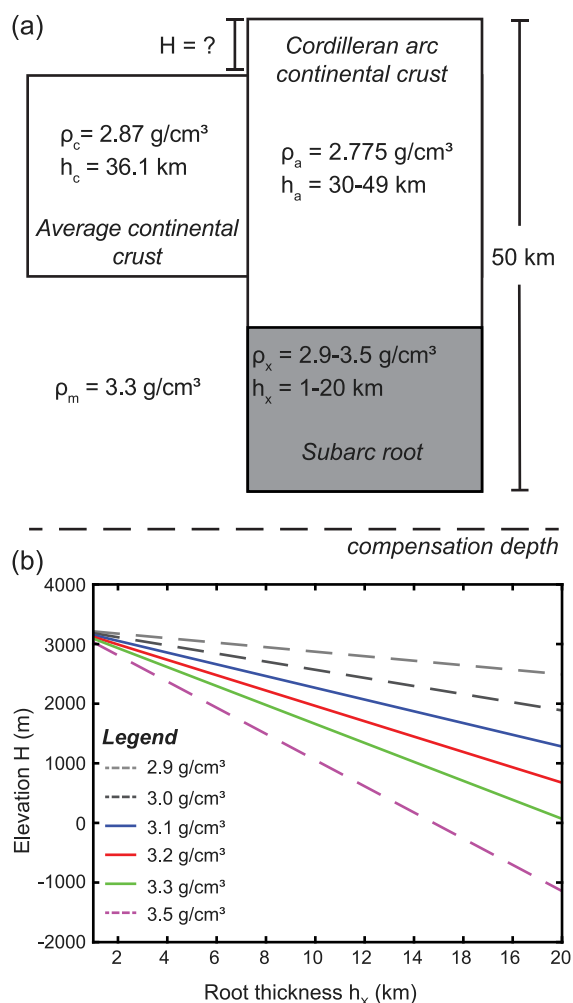 (a)
H = ?
Cordilleran arc
continental crust
ρc = 2.87 g/cm³
hc = 36.1 km
Average continental
crust
ρa = 2.775 g/cm³
ha = 30-49 km
50 km
ρm = 3.3 g/cm³
ρx = 2.9-3.5 g/cm³
hx = 1-20 km
Subarc root
compensation depth
(b)
4000
3000
2000
1000
0
-1000
-2000
Elevation H (m)
Legend
2.9 g/cm³
3.0 g/cm³
3.1 g/cm³
3.2 g/cm³
3.3 g/cm³
3.5 g/cm³
2 4 6 8 10 12 14 16 18 20
Root thickness hx (km)